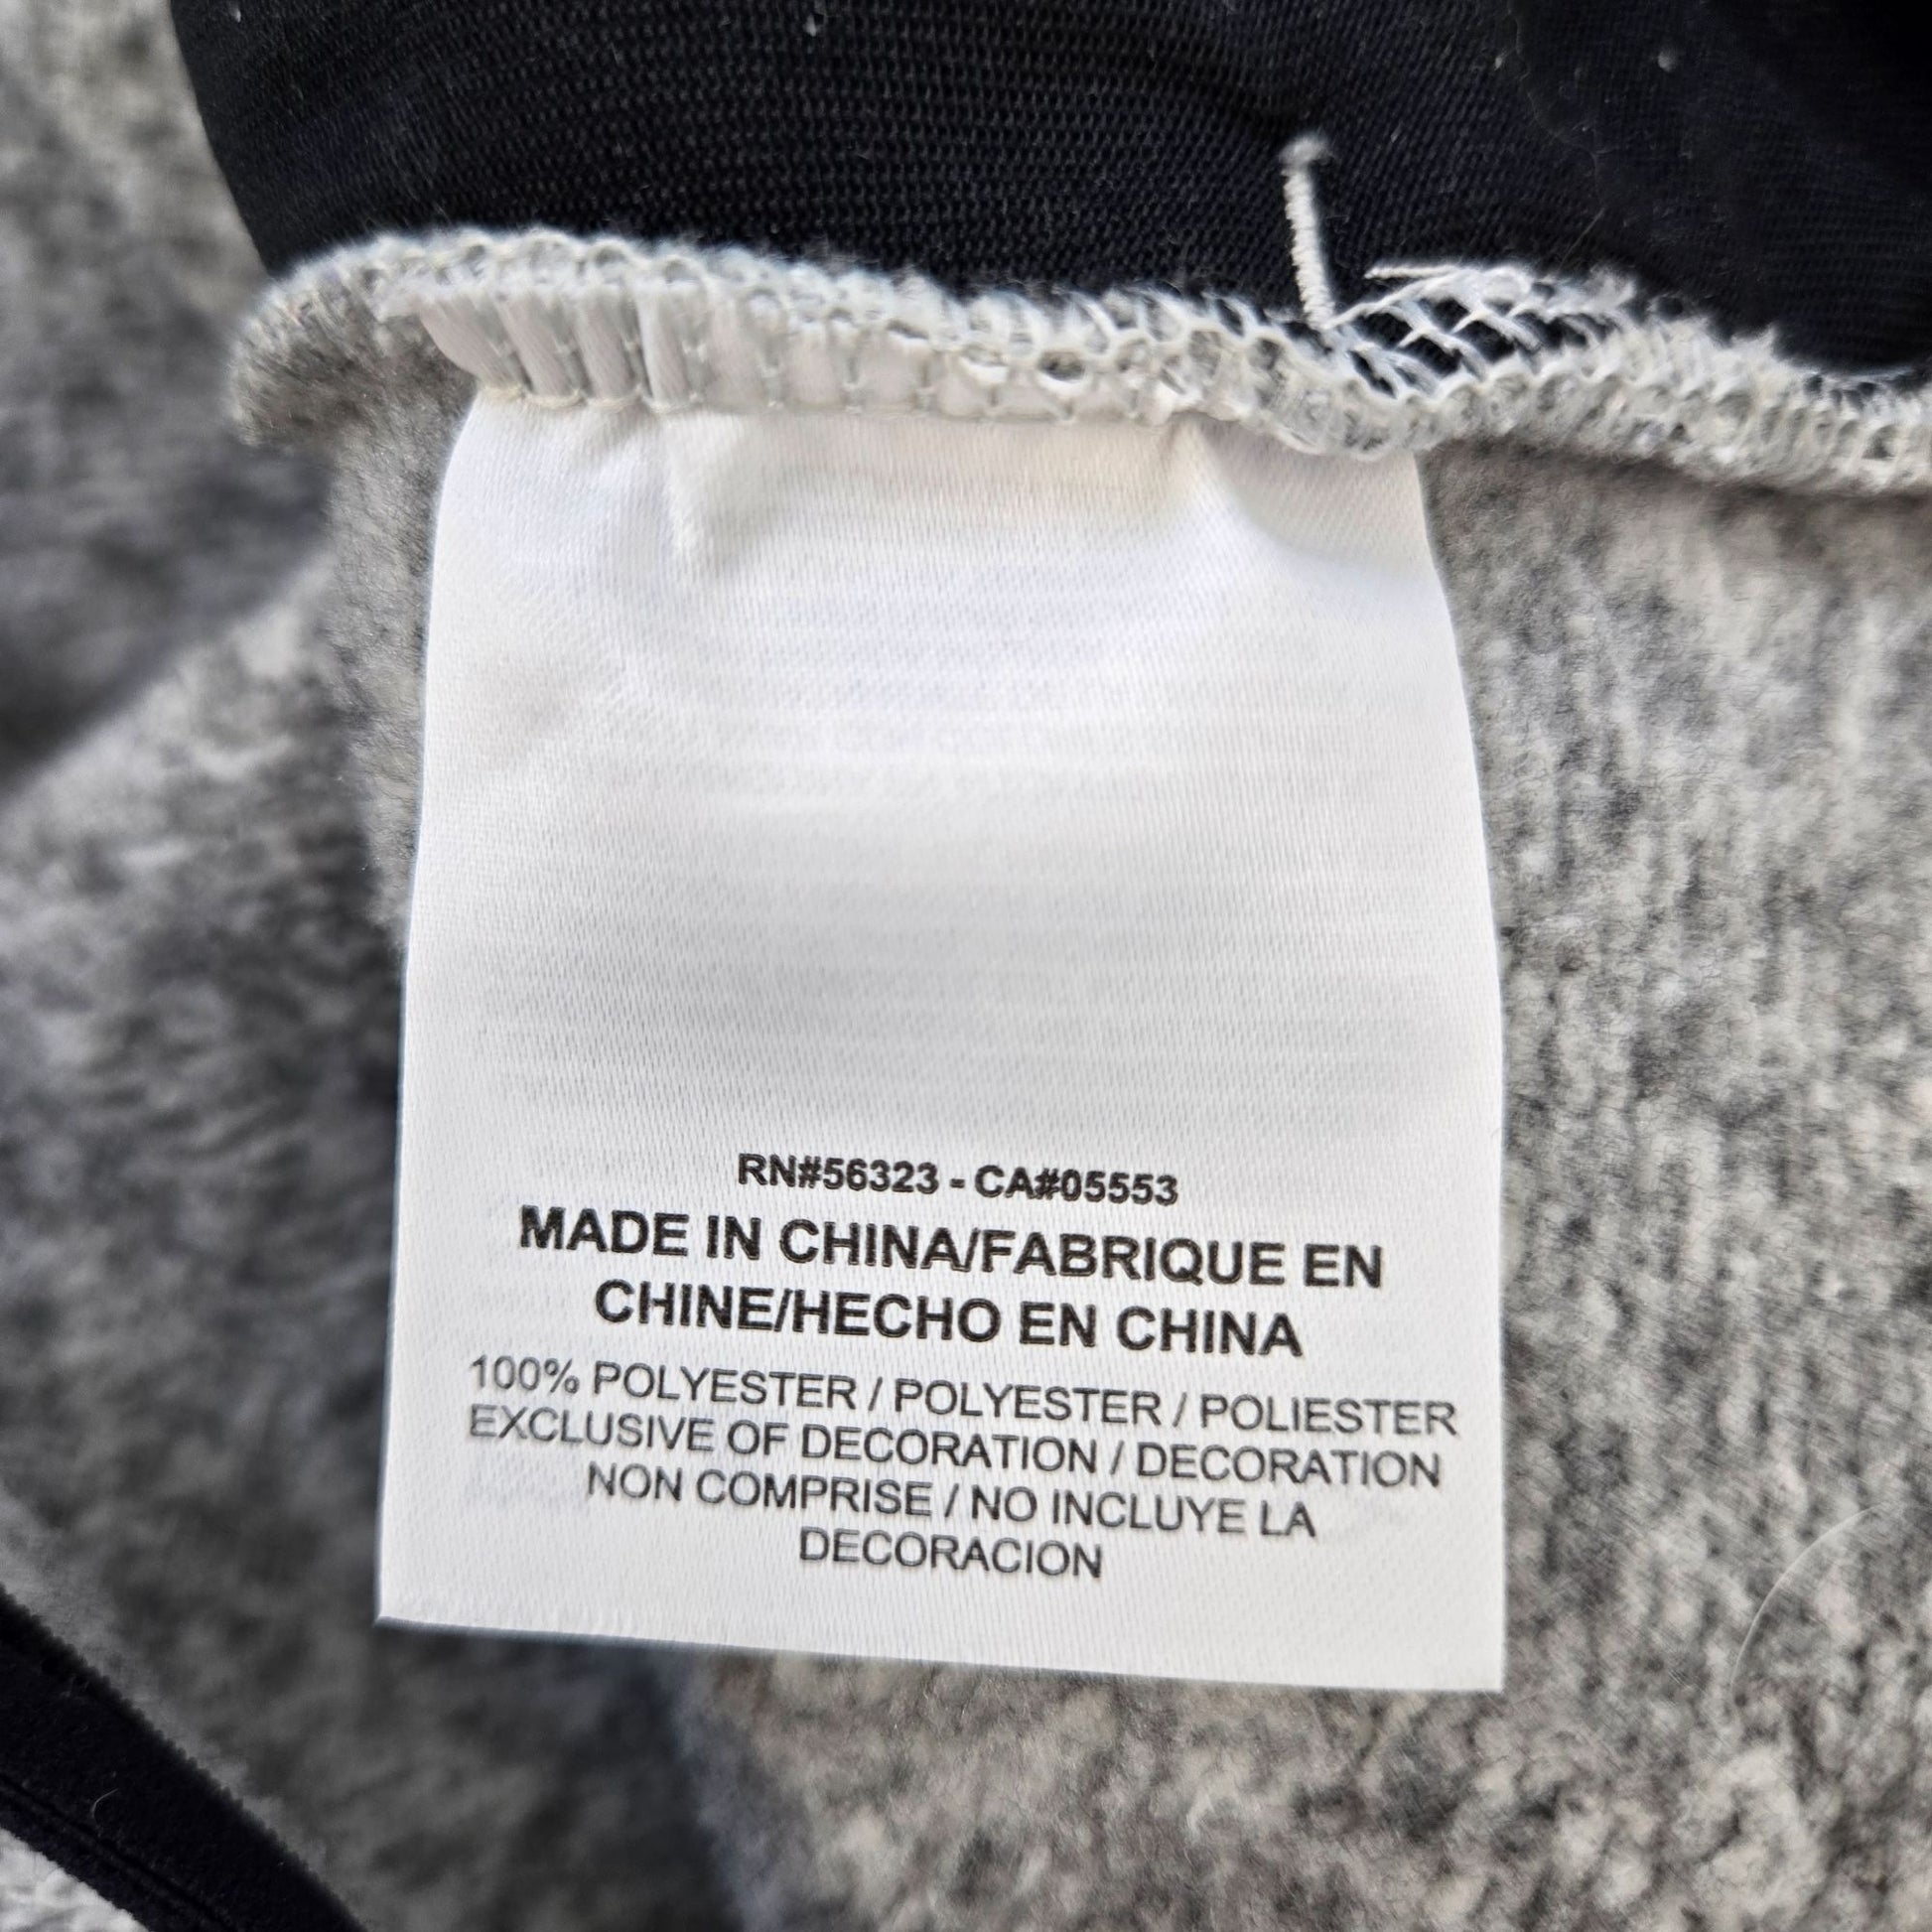 RN#56323 - CA#05553
MADE IN CHINA/FABRIQUE EN
CHINE/HECHO EN CHINA
100% POLYESTER / POLYESTER / POLIESTER
EXCLUSIVE OF DECORATION / DECORATION
NON COMPRISE / NO INCLUYE LA
DECORACION